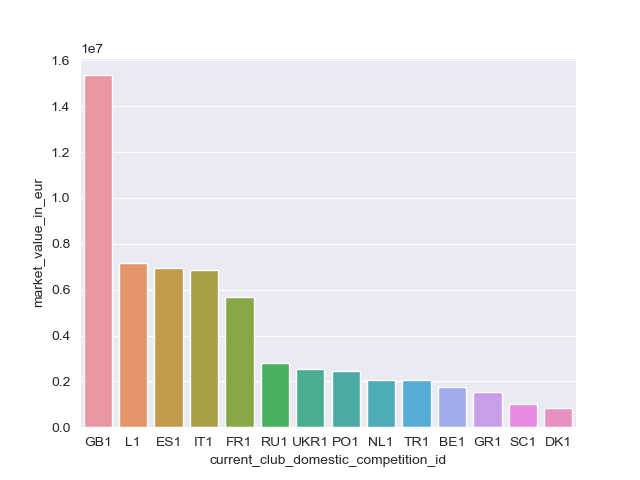 1e7
1.6
1.4
1.2
1.0
0.8
0.6
0.4
0.2
0.0
market_value_in_eur
GB1 L1 ES1 IT1 FR1 RU1 UKR1 PO1 NL1 TR1 BE1 GR1 SC1 DK1
current_club_domestic_competition_id